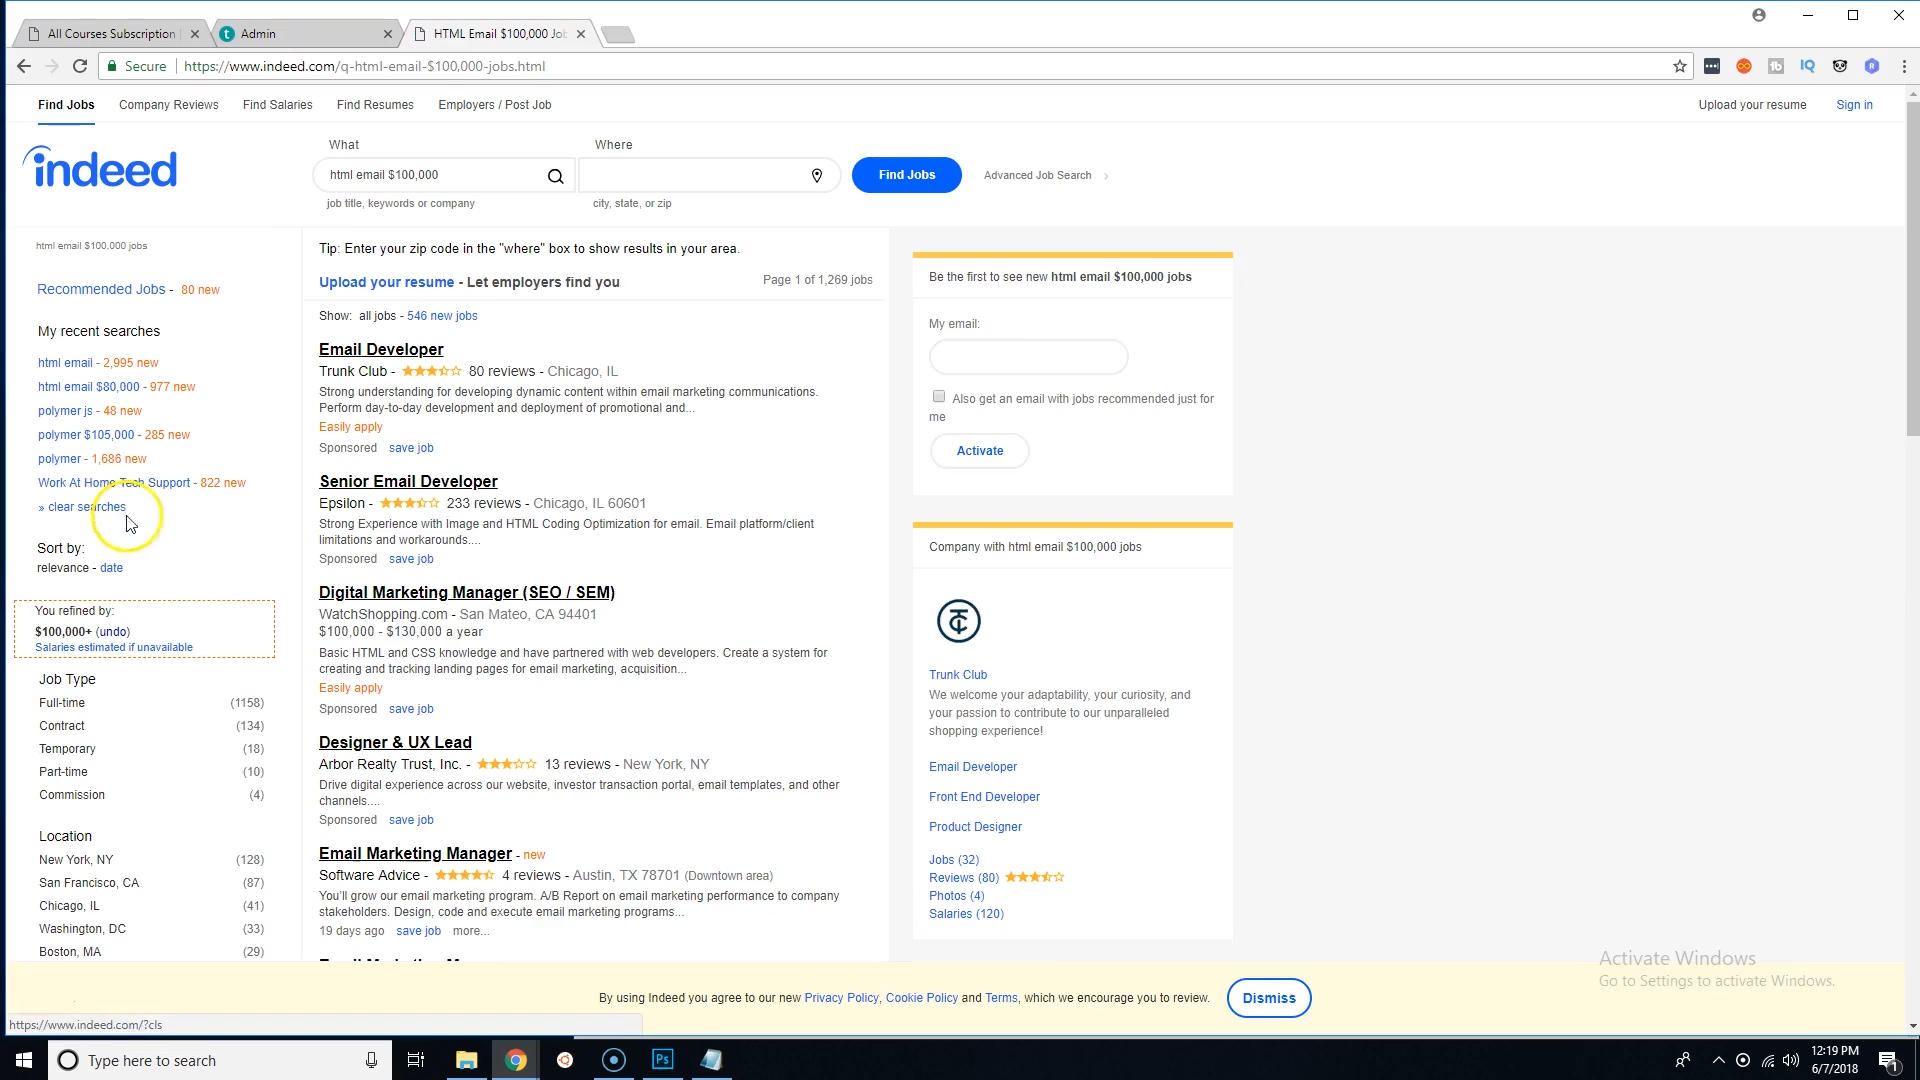 All Courses Subscription
Admin
HTML Email $100,000 Jo
Secure
https://www.indeed.com/q-html-email-$100,000-jobs.html
Find Jobs
Company Reviews
Find Salaries
Find Resumes
Employers / Post Job
Upload your resume
Sign in
indeed
What
Where
html email $100,000
Find Jobs
Advanced Job Search
job title, keywords or company
city, state, or zip
html email $100,000 jobs
Recommended Jobs - 80 new
My recent searches
html email - 2,995 new
html email $80,000 - 977 new
polymer js - 48 new
polymer $105,000 - 285 new
polymer - 1,686 new
Work At Home Tech Support - 822 new
» clear searches
Sort by:
relevance - date
You refined by:
$100,000+ (undo)
Salaries estimated if unavailable
Job Type
Full-time (1158)
Contract (134)
Temporary (18)
Part-time (10)
Commission (4)
Location
New York, NY (128)
San Francisco, CA (87)
Chicago, IL (41)
Washington, DC (33)
Boston, MA (29)
Tip: Enter your zip code in the "where" box to show results in your area.
Upload your resume - Let employers find you
Page 1 of 1,269 jobs
Show: all jobs - 546 new jobs
Email Developer
Trunk Club - 80 reviews - Chicago, IL
Strong understanding for developing dynamic content within email marketing communications.
Perform day-to-day development and deployment of promotional and...
Easily apply
Sponsored save job
Senior Email Developer
Epsilon - 233 reviews - Chicago, IL 60601
Strong Experience with Image and HTML Coding Optimization for email. Email platform/client
limitations and workarounds....
Sponsored save job
Digital Marketing Manager (SEO / SEM)
WatchShopping.com - San Mateo, CA 94401
$100,000 - $130,000 a year
Basic HTML and CSS knowledge and have partnered with web developers. Create a system for
creating and tracking landing pages for email marketing, acquisition...
Easily apply
Sponsored save job
Designer & UX Lead
Arbor Realty Trust, Inc. - 13 reviews - New York, NY
Drive digital experience across our website, investor transaction portal, email templates, and other
channels....
Sponsored save job
Email Marketing Manager - new
Software Advice - 4 reviews - Austin, TX 78701 (Downtown area)
You'll grow our email marketing program. A/B Report on email marketing performance to company
stakeholders. Design, code and execute email marketing programs...
19 days ago save job more...
Be the first to see new html email $100,000 jobs
My email:
Also get an email with jobs recommended just for
me
Activate
Company with html email $100,000 jobs
Trunk Club
We welcome your adaptability, your curiosity, and
your passion to contribute to our unparalleled
shopping experience!
Email Developer
Front End Developer
Product Designer
Jobs (32)
Reviews (80)
Photos (4)
Salaries (120)
Activate Windows
Go to Settings to activate Windows.
By using Indeed you agree to our new Privacy Policy, Cookie Policy and Terms, which we encourage you to review.
Dismiss
https://www.indeed.com/?cls
Type here to search
Ps
12:19 PM
6/7/2018
1